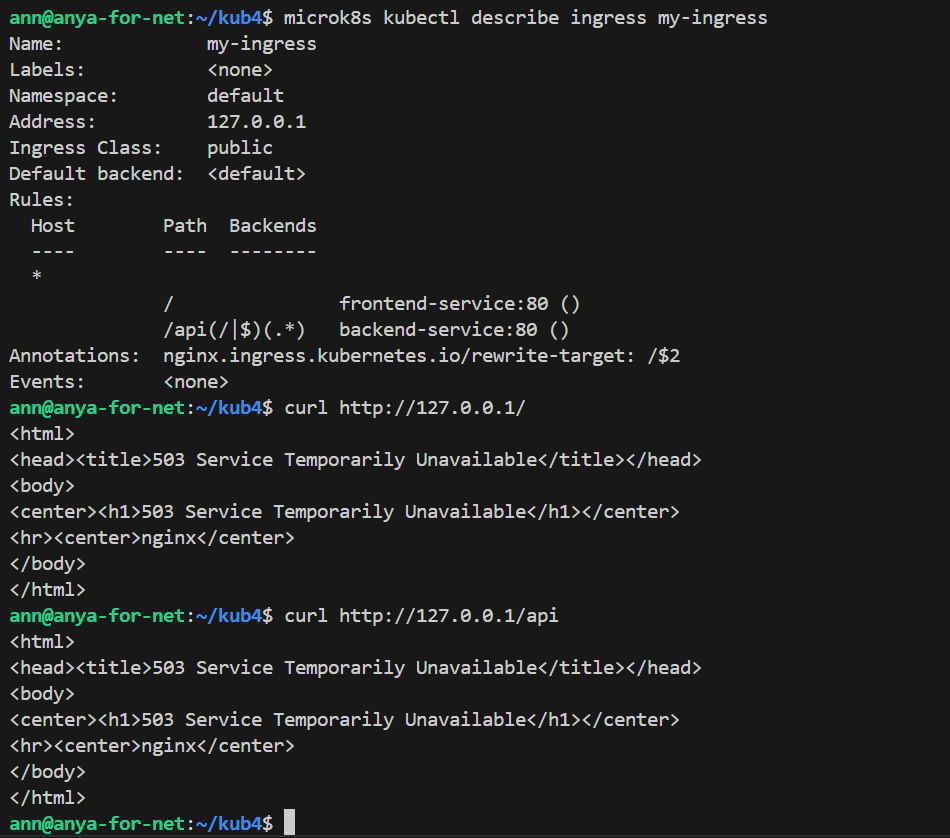 ann@anya-for-net:~/kub4$ microk8s kubectl describe ingress my-ingress
Name:             my-ingress
Labels:           <none>
Namespace:        default
Address:          127.0.0.1
Ingress Class:    public
Default backend:  <default>
Rules:
  Host        Path  Backends
  ----        ----  --------
  *
              /               frontend-service:80 ()
              /api(/|$)(.*)   backend-service:80 ()
Annotations:  nginx.ingress.kubernetes.io/rewrite-target: /$2
Events:       <none>
ann@anya-for-net:~/kub4$ curl http://127.0.0.1/
<html>
<head><title>503 Service Temporarily Unavailable</title></head>
<body>
<center><h1>503 Service Temporarily Unavailable</h1></center>
<hr><center>nginx</center>
</body>
</html>
ann@anya-for-net:~/kub4$ curl http://127.0.0.1/api
<html>
<head><title>503 Service Temporarily Unavailable</title></head>
<body>
<center><h1>503 Service Temporarily Unavailable</h1></center>
<hr><center>nginx</center>
</body>
</html>
ann@anya-for-net:~/kub4$